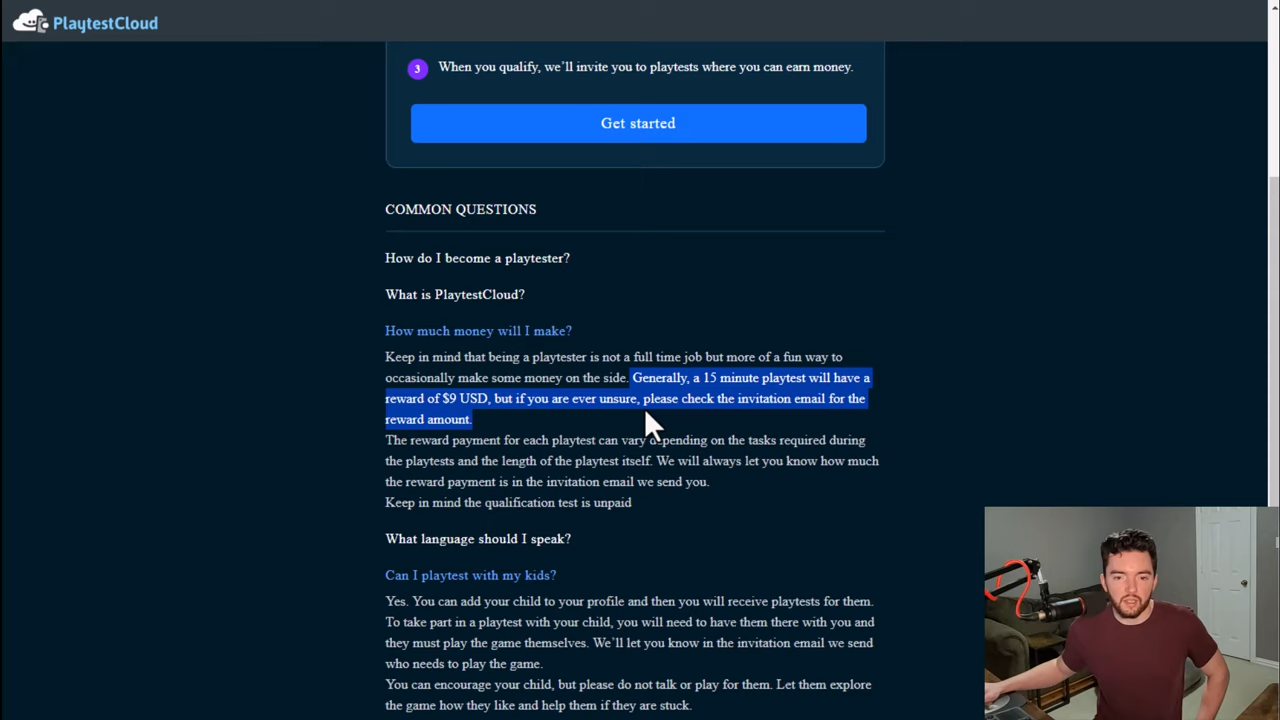 PlaytestCloud
3 When you qualify, we'll invite you to playtests where you can earn money.
Get started
COMMON QUESTIONS
How do I become a playtester?
What is PlaytestCloud?
How much money will I make?
Keep in mind that being a playtester is not a full time job but more of a fun way to
occasionally make some money on the side. Generally, a 15 minute playtest will have a
reward of $9 USD, but if you are ever unsure, please check the invitation email for the
reward amount.
The reward payment for each playtest can vary depending on the tasks required during
the playtests and the length of the playtest itself. We will always let you know how much
the reward payment is in the invitation email we send you.
Keep in mind the qualification test is unpaid
What language should I speak?
Can I playtest with my kids?
Yes. You can add your child to your profile and then you will receive playtests for them.
To take part in a playtest with your child, you will need to have them there with you and
they must play the game themselves. We'll let you know in the invitation email we send
who needs to play the game.
You can encourage your child, but please do not talk or play for them. Let them explore
the game how they like and help them if they are stuck.